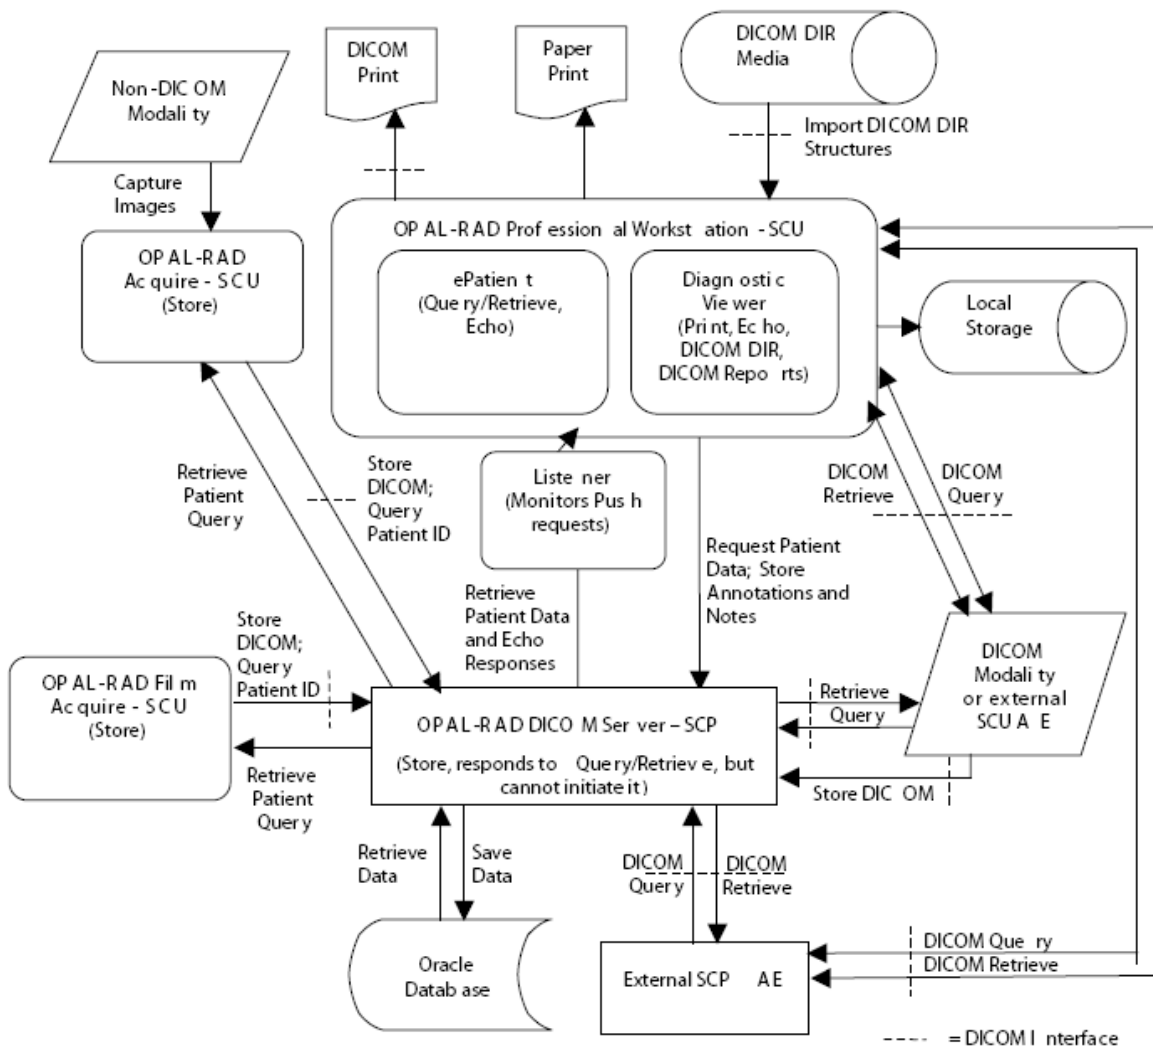 DICOM
Print
Paper
Print
DICOM DIR
Media
Non-DICOM
Modality
Import DICOM DIR
Structures
Capture
Images
OPAL-RAD Professional Workstation - SCU
OPAL-RAD
Acquire - SCU
(Store)
ePatient
(Query/Retrieve,
Echo)
Diagnostic
Viewer
(Print, Echo,
DICOM DIR,
DICOM Reports)
Local
Storage
Retrieve
Patient
Query
Store
DICOM;
Query
Patient ID
Listener
(Monitors Push
requests)
DICOM
Retrieve
DICOM
Query
Request Patient
Data; Store
Annotations and
Notes
Retrieve
Patient Data
and Echo
Responses
Store
DICOM;
Query
Patient ID
OPAL-RAD Film
Acquire - SCU
(Store)
DICOM
Modality
or external
SCU AE
Retrieve
Query
OPAL-RAD DICOM Server – SCP
(Store, responds to Query/Retrieve, but
cannot initiate it)
Retrieve
Patient
Query
Store DICOM
Retrieve
Data
Save
Data
DICOM
Query
DICOM
Retrieve
Oracle
Database
External SCP AE
DICOM Query
DICOM Retrieve
---- = DICOM Interface